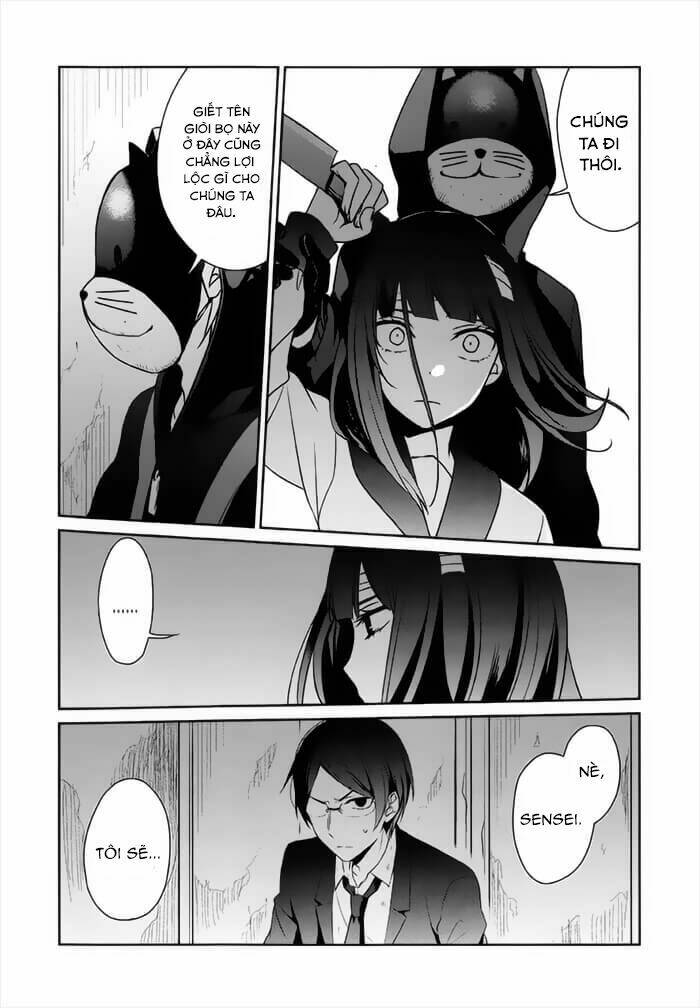 CHÚNG
TA ĐI
THÔI.
GIẾT TÊN
GIÒI BỌ NÀY
Ở ĐÂY CŨNG
CHẲNG LỢI
LỘC GÌ CHO
CHÚNG TA
ĐÂU.
......
NÈ,
SENSEI.
TÔI SẼ...